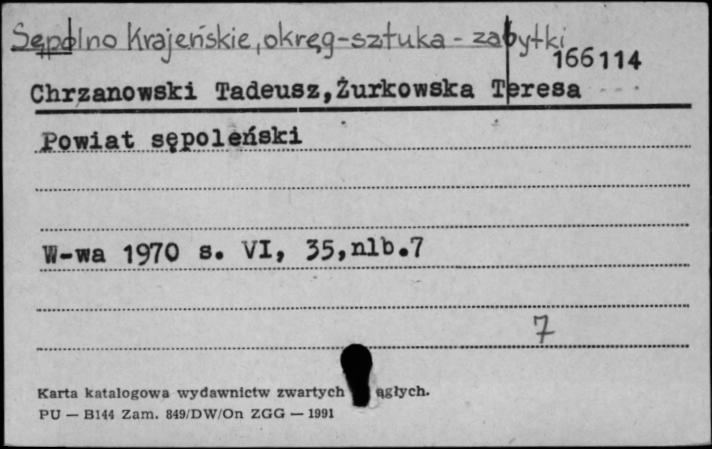 Sępólno Krajeńskie, okręg-sztuka - zabytki
166114
Chrzanowski Tadeusz,Żurkowska Teresa
Powiat sępoleński
W-wa 1970 s. VI, 35,nlb.7
7
Karta katalogowa wydawnictw zwartych ągłych.
PU — B144 Zam. 849/DW/On ZGG — 1991